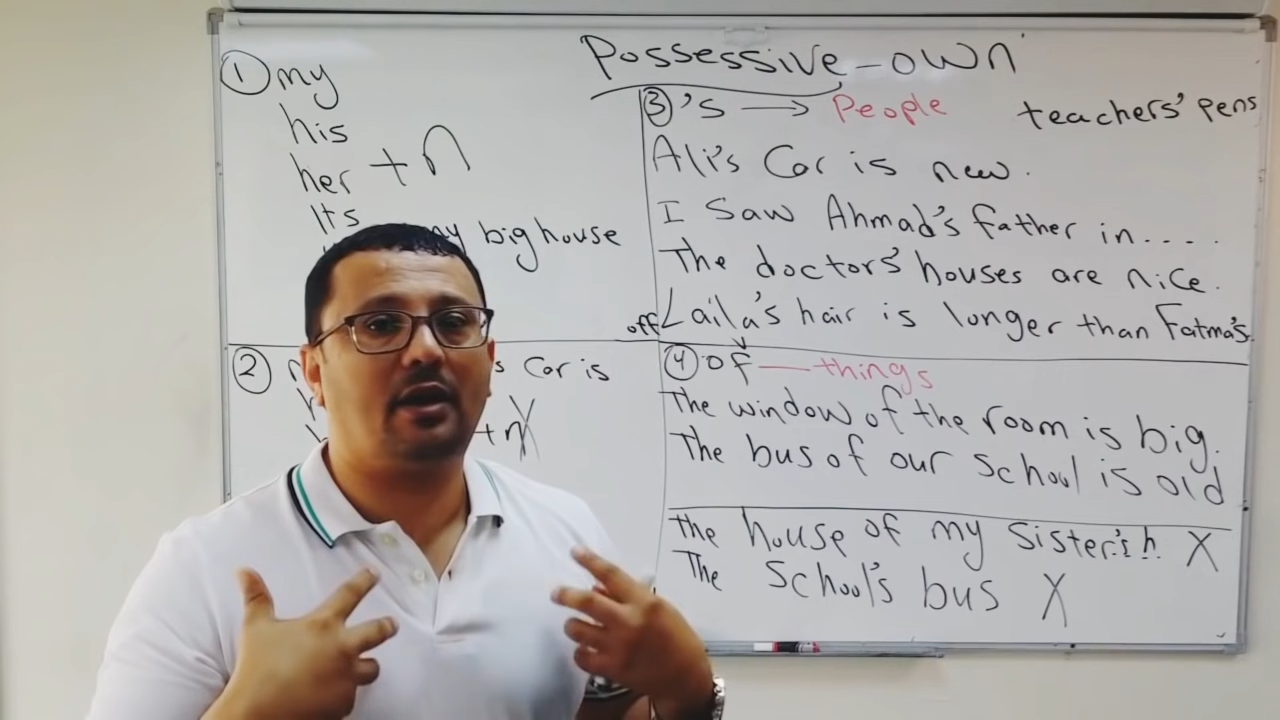 Possessive - own
① my
his
her + n
Its
my big house
② s Car is
+ n
③ 's → People
teachers' pens
Ali's Car is new.
I Saw Ahmad's father in.....
The doctors' houses are nice.
Laila's hair is longer than Fatma's.
off
④ of — things
The window of the room is big.
The bus of our school is old
the house of my sister's h. X
The School's bus X